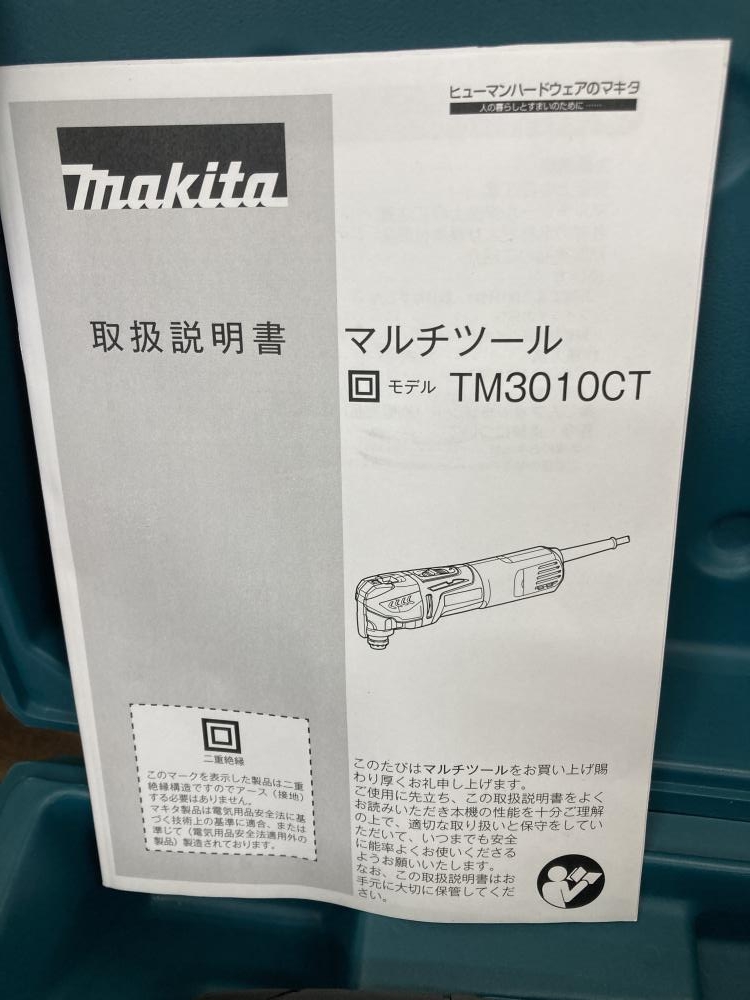 ヒューマンハードウェアのマキタ
人の暮らしとすまいのために……
makita
取扱説明書
マルチツール
モデル TM3010CT
二重絶縁
このマークを表示した製品は二重
絶縁構造ですのでアース（接地）
する必要はありません。
マキタ製品は電気用品安全法に基
づく技術上の基準に適合、または
準じて（電気用品安全法適用外の
製品）製造されております。
このたびはマルチツールをお買い上げ賜
わり厚くお礼申し上げます。
ご使用に先立ち、この取扱説明書をよく
お読みいただき本機の性能を十分ご理解
の上で、適切な取り扱いと保守をしてい
ただいて、いつまでも安全
に能率よくお使いくださる
ようお願いいたします。
なお、この取扱説明書はお
手元に大切に保管してくだ
さい。